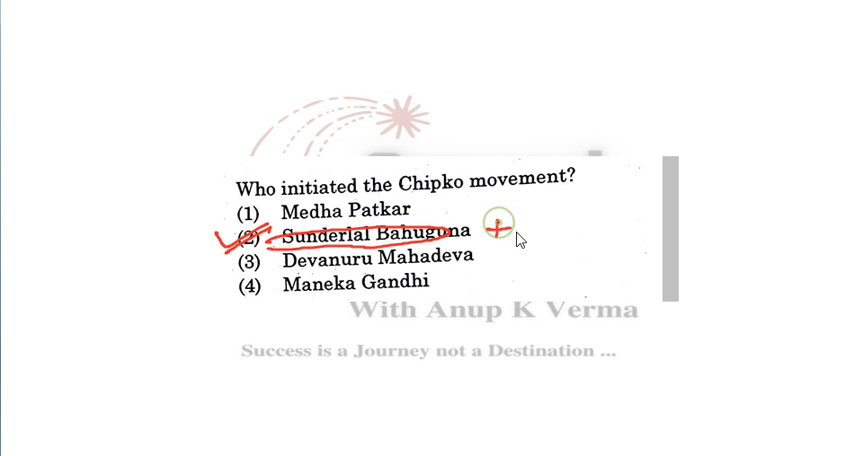 Who initiated the Chipko movement?
(1) Medha Patkar
(2) Sunderlal Bahuguna
(3) Devanuru Mahadeva
(4) Maneka Gandhi
With Anup K Verma
Success is a Journey not a Destination ...